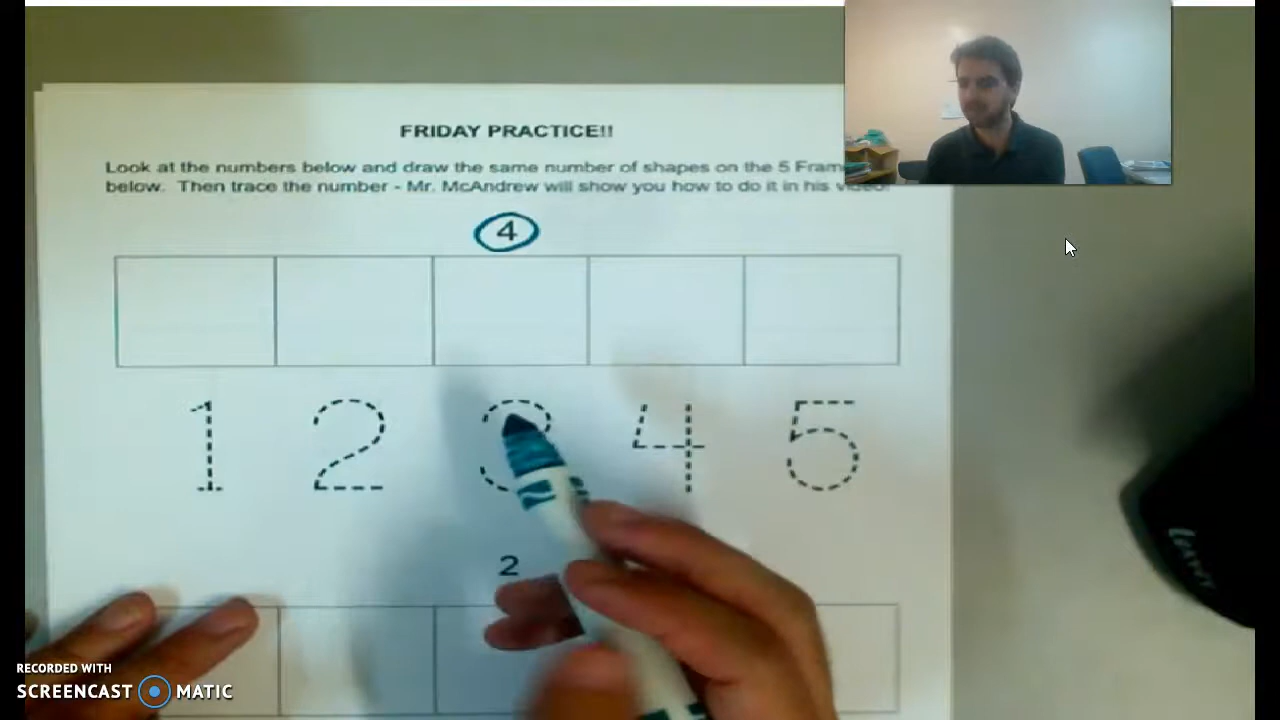 FRIDAY PRACTICE!!
Look at the numbers below and draw the same number of shapes on the 5 Fram
below. Then trace the number - Mr. McAndrew will show you how to do it in his video!
4
1 2 3 4 5
2
RECORDED WITH
SCREENCAST MATIC